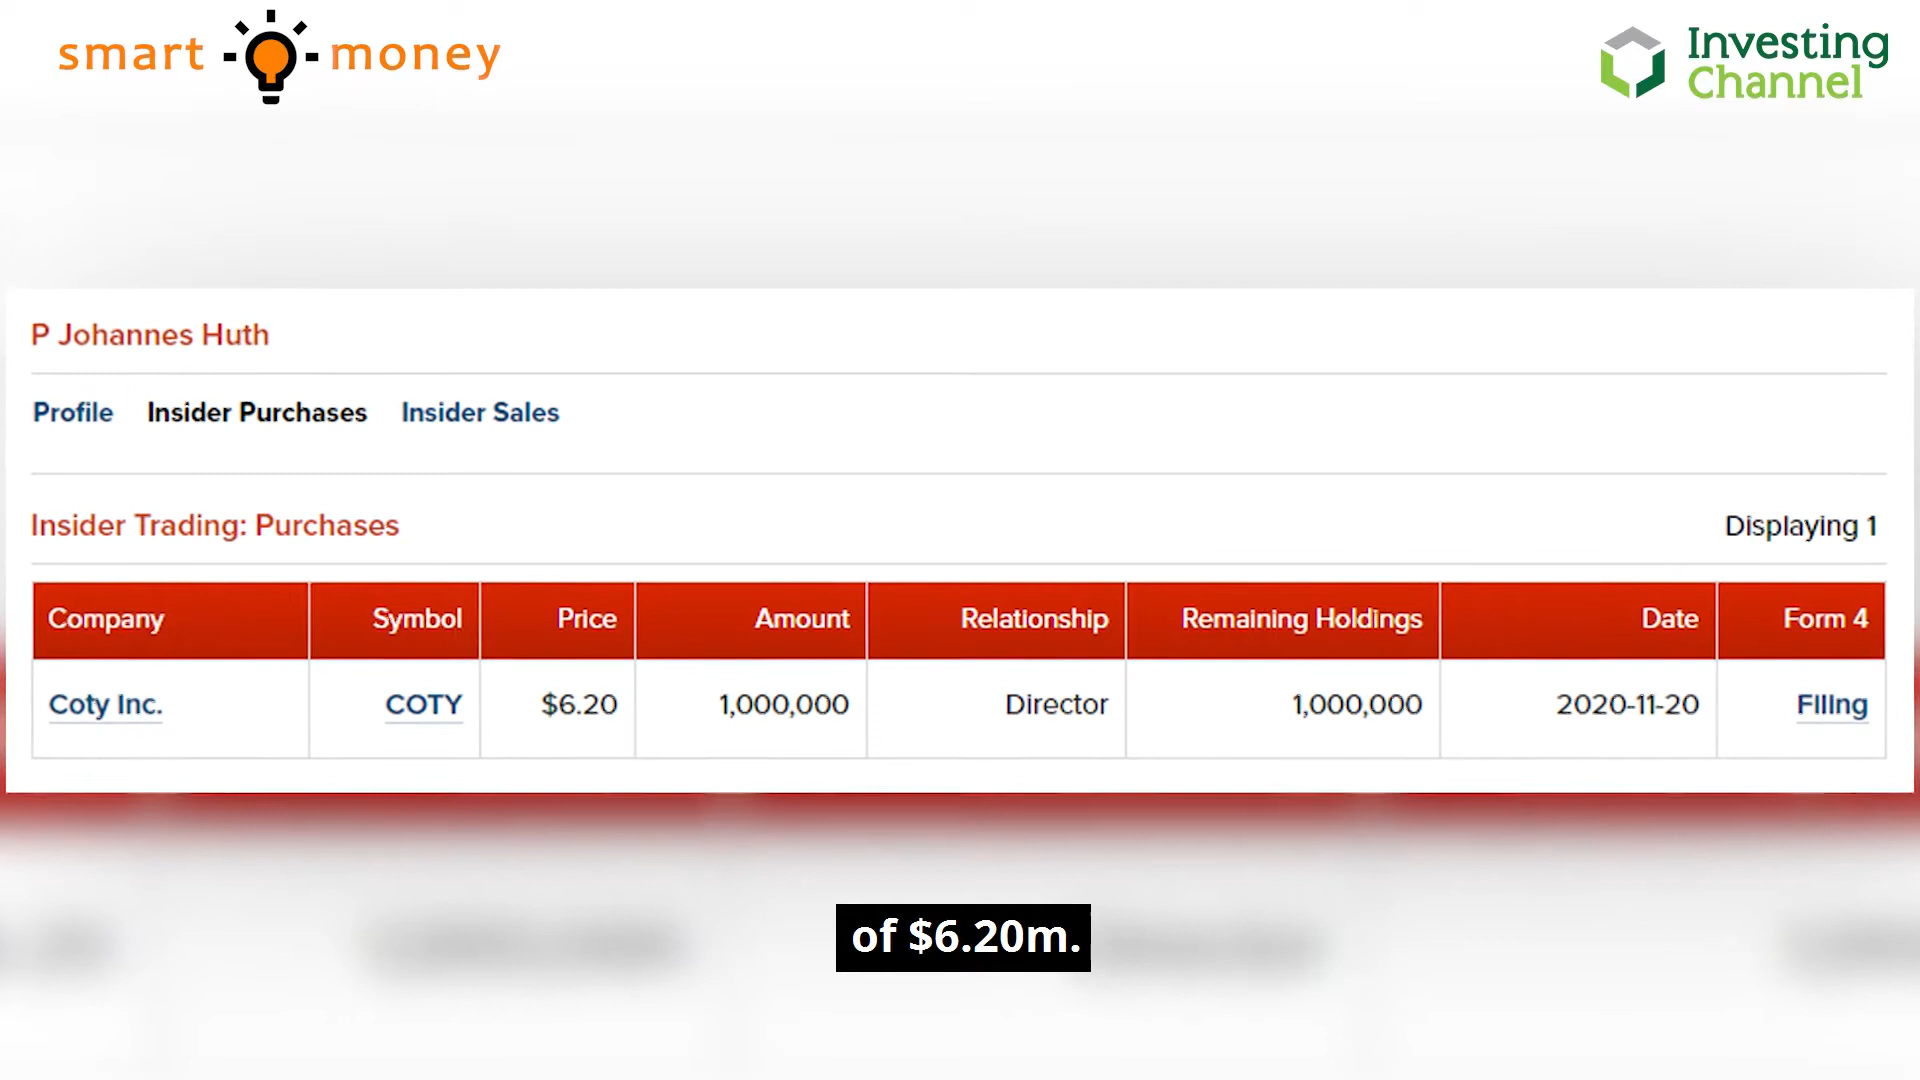 smart money
Investing
Channel
P Johannes Huth
Profile Insider Purchases Insider Sales
Insider Trading: Purchases Displaying 1
Company Symbol Price Amount Relationship Remaining Holdings Date Form 4
Coty Inc. COTY $6.20 1,000,000 Director 1,000,000 2020-11-20 Filing
of $6.20m.